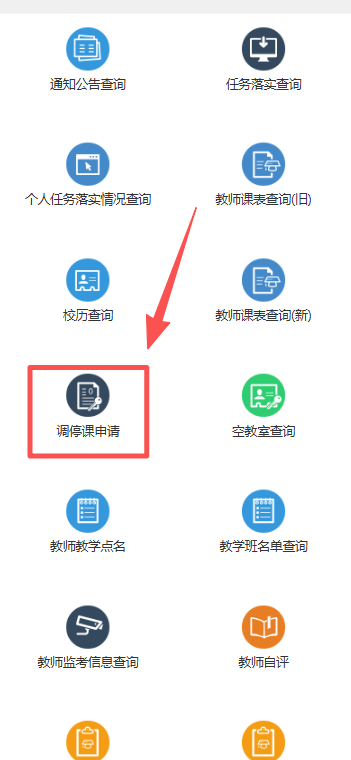 通知公告查询
任务落实查询
个人任务落实情况查询
教师课表查询(旧)
校历查询
教师课表查询(新)
调停课申请
空教室查询
教师教学点名
教学班名单查询
教师监考信息查询
教师自评